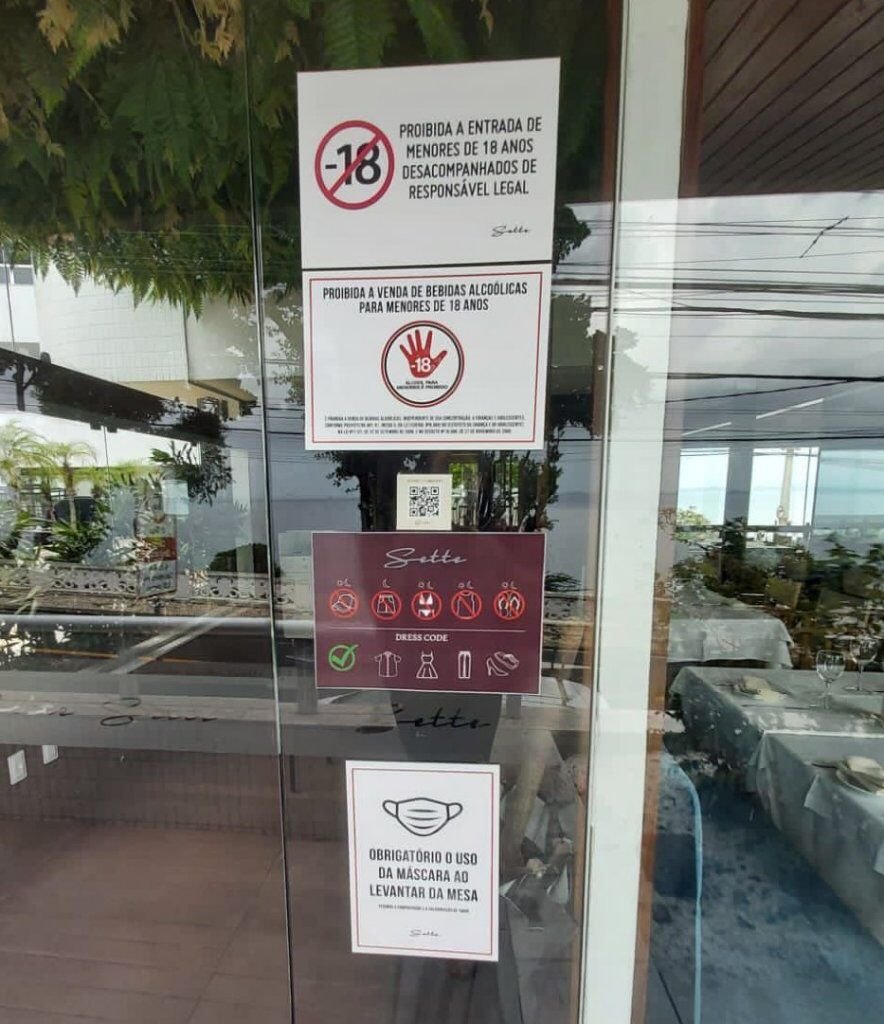 -18
PROIBIDA A ENTRADA DE
MENORES DE 18 ANOS
DESACOMPANHADOS DE
RESPONSÁVEL LEGAL
Sette
PROIBIDA A VENDA DE BEBIDAS ALCOÓLICAS
PARA MENORES DE 18 ANOS
-18
ÁLCOOL PARA
MENORES É PROIBIDO
Sette
DRESS CODE
Sette
OBRIGATÓRIO O USO
DA MÁSCARA AO
LEVANTAR DA MESA
Sette